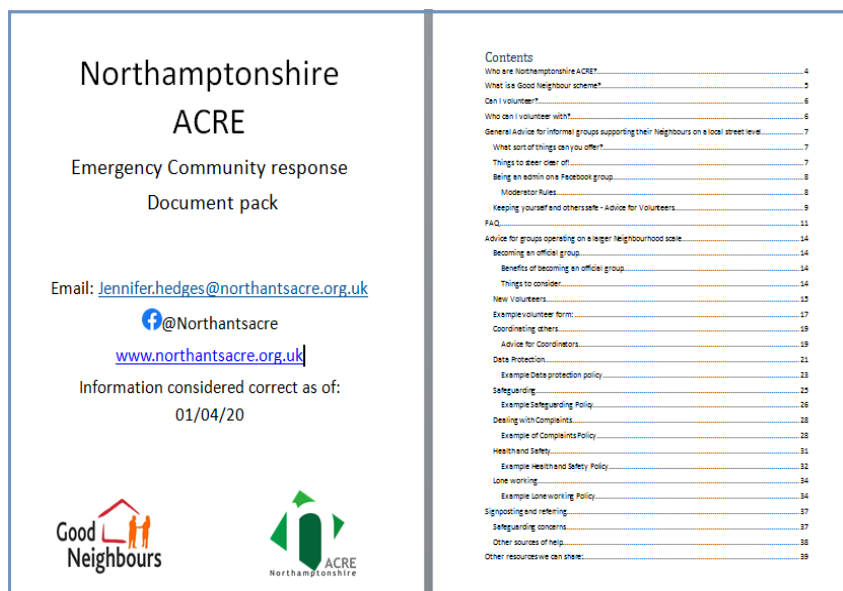 Northamptonshire
ACRE
Emergency Community response
Document pack
Email: Jennifer.hedges@northantsacre.org.uk
@Northantsacre
www.northantsacre.org.uk
Information considered correct as of:
01/04/20
Good
Neighbours
ACRE
Northamptonshire
Contents
Who are Northamptonshire ACRE? 4
What is a Good Neighbour scheme? 5
Can I volunteer? 6
Who can I volunteer with? 6
General Advice for informal groups supporting their Neighbours on a local street level 7
What sort of things can you offer? 7
Things to steer clear of! 7
Being an admin on a Facebook group 8
Moderator Rules 8
Keeping yourself and others safe - Advice for Volunteers 9
FAQ 11
Advice for groups operating on a larger Neighbourhood scale 14
Becoming an official group 14
Benefits of becoming an official group 14
Things to consider 14
New Volunteers 15
Example volunteer form: 17
Coordinating others 19
Advice for Coordinators 19
Data Protection 21
Example Data protection policy 23
Safeguarding 25
Example Safeguarding Policy 26
Dealing with Complaints 28
Example of Complaints Policy 28
Health and Safety 31
Example Health and Safety Policy 32
Lone working 34
Example Lone working Policy 34
Signposting and referring 37
Safeguarding concerns 37
Other sources of help 38
Other resources we can share: 39